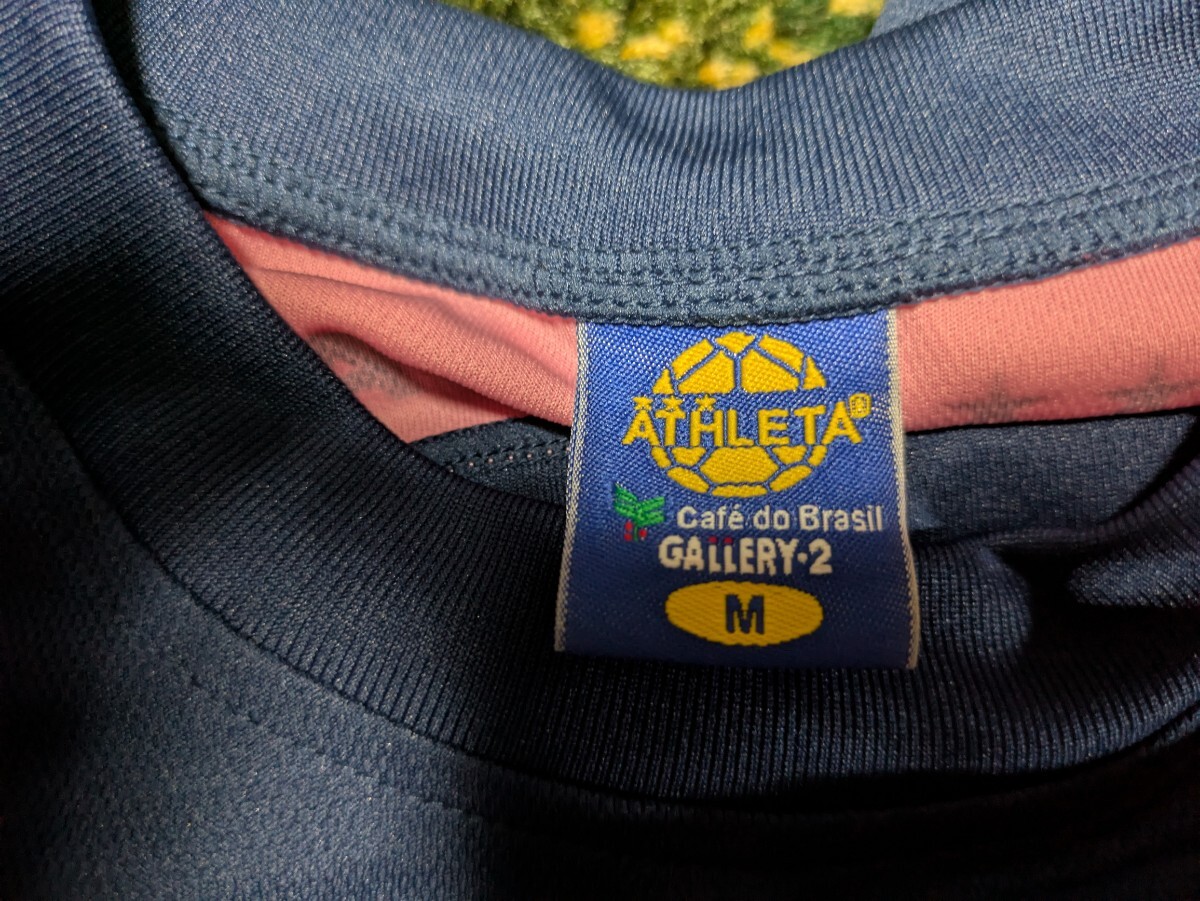 ATHLETA®
Café do Brasil
GALLERY·2
M